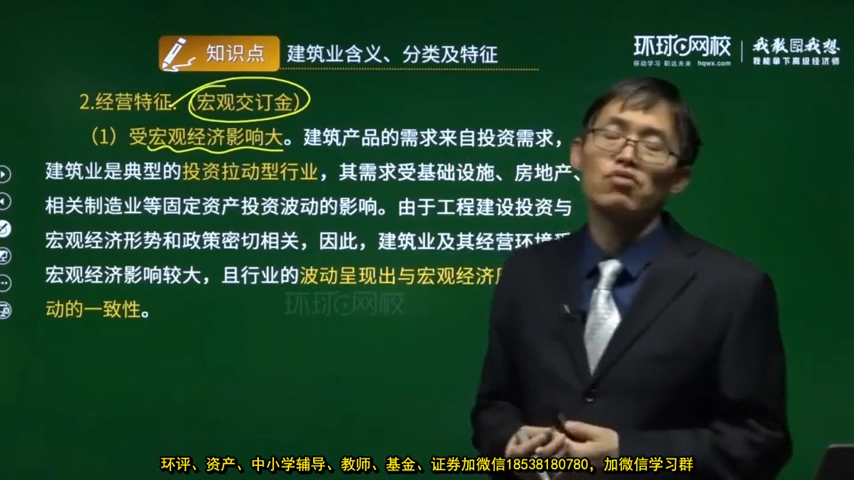 知识点 建筑业含义、分类及特征
环球网校 我敢回我想
移动学习 职达未来 hqwx.com 我能拿下高级经济师
2.经营特征（宏观交订金）
（1）受宏观经济影响大。建筑产品的需求来自投资需求，
建筑业是典型的投资拉动型行业，其需求受基础设施、房地产、
相关制造业等固定资产投资波动的影响。由于工程建设投资与
宏观经济形势和政策密切相关，因此，建筑业及其经营环境受
宏观经济影响较大，且行业的波动呈现出与宏观经济
动的一致性。
环球网校
环评、资产、中小学辅导、教师、基金、证券加微信18538180780，加微信学习群